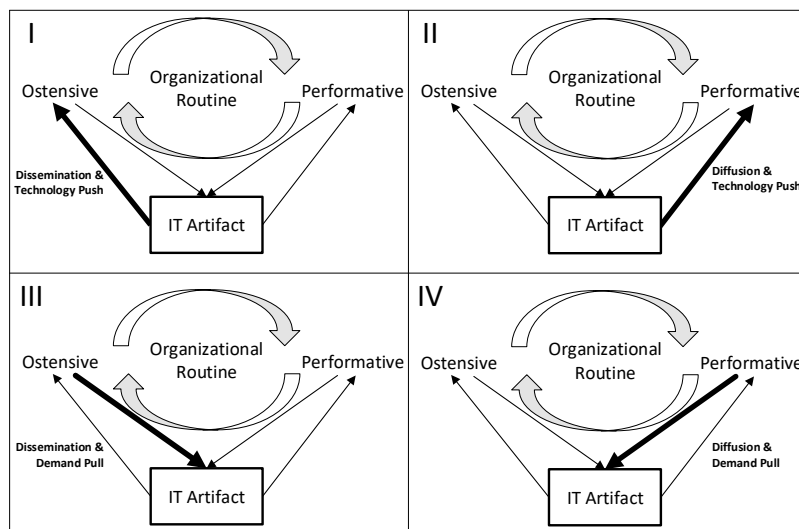 I
Ostensive
Organizational
Routine
Performative
Dissemination &
Technology Push
IT Artifact
II
Ostensive
Organizational
Routine
Performative
Diffusion &
Technology Push
IT Artifact
III
Ostensive
Organizational
Routine
Performative
Dissemination &
Demand Pull
IT Artifact
IV
Ostensive
Organizational
Routine
Performative
Diffusion &
Demand Pull
IT Artifact